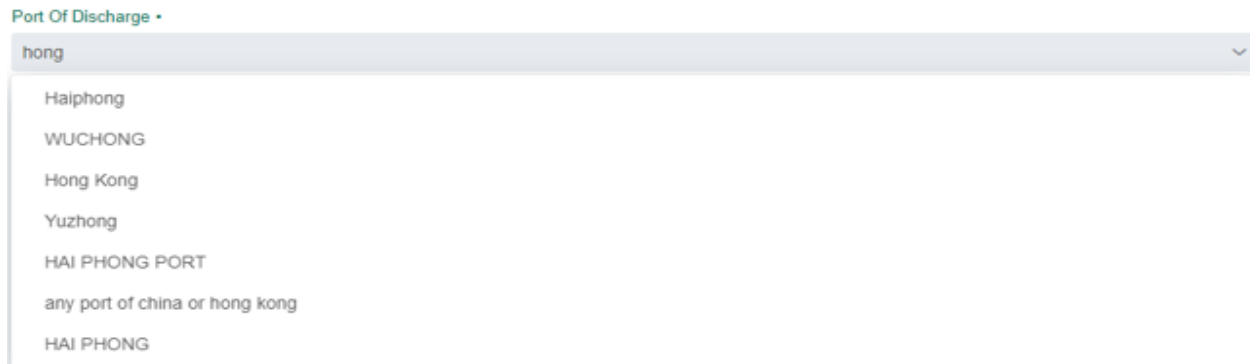 Port Of Discharge •
hong
Haiphong
WUCHONG
Hong Kong
Yuzhong
HAI PHONG PORT
any port of china or hong kong
HAI PHONG